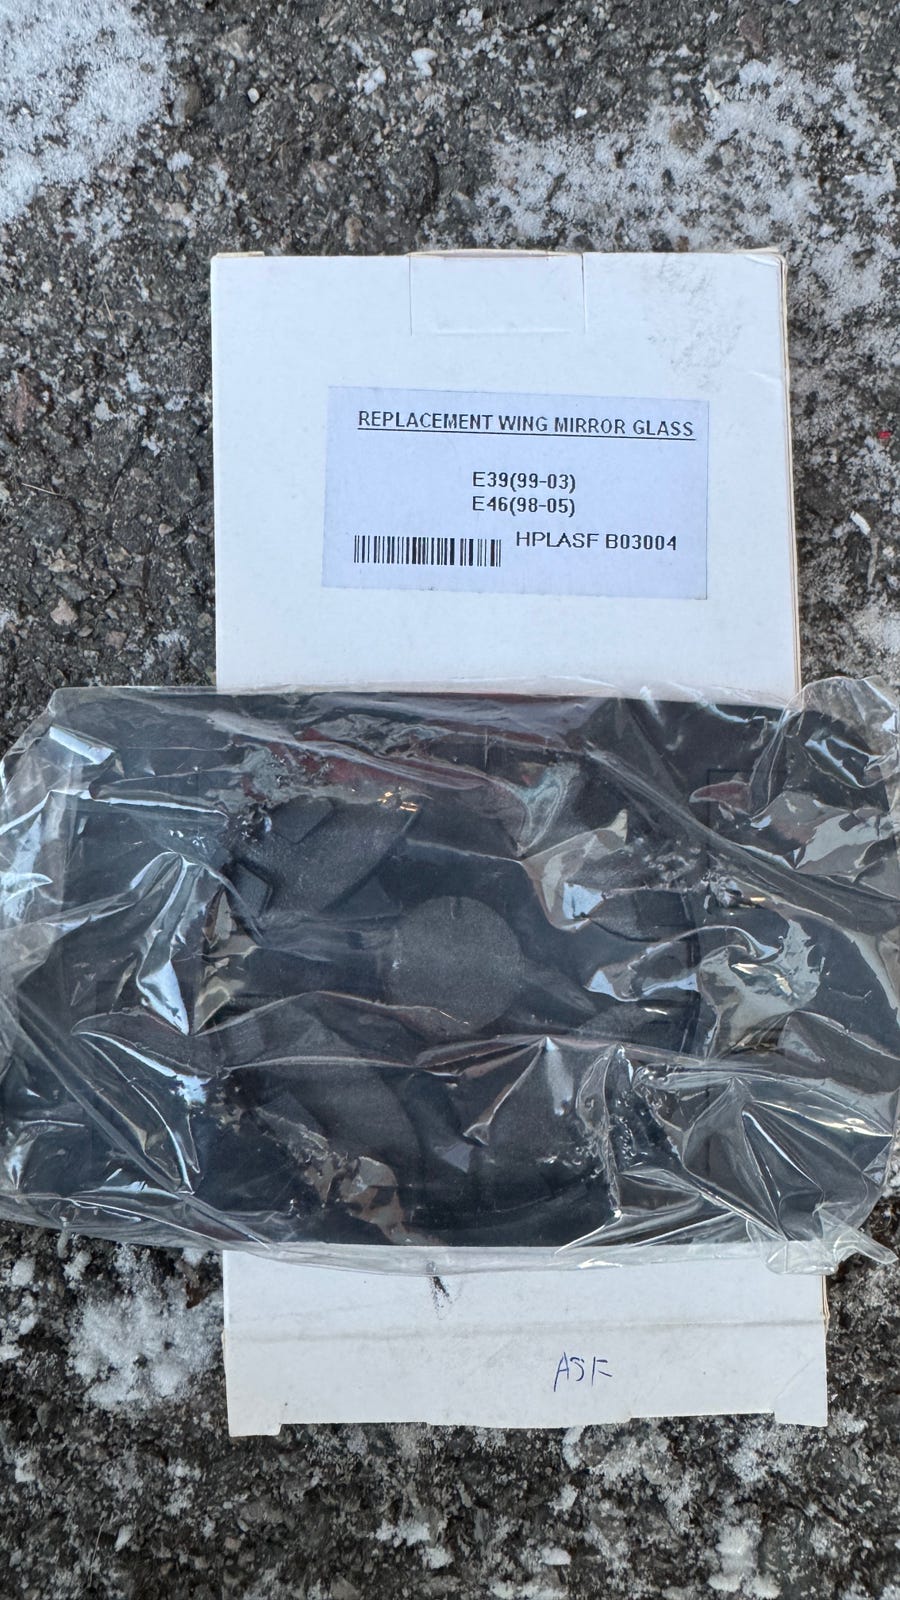 REPLACEMENT WING MIRROR GLASS
E39(99-03)
E46(98-05)
HPLASF B03004
ASF